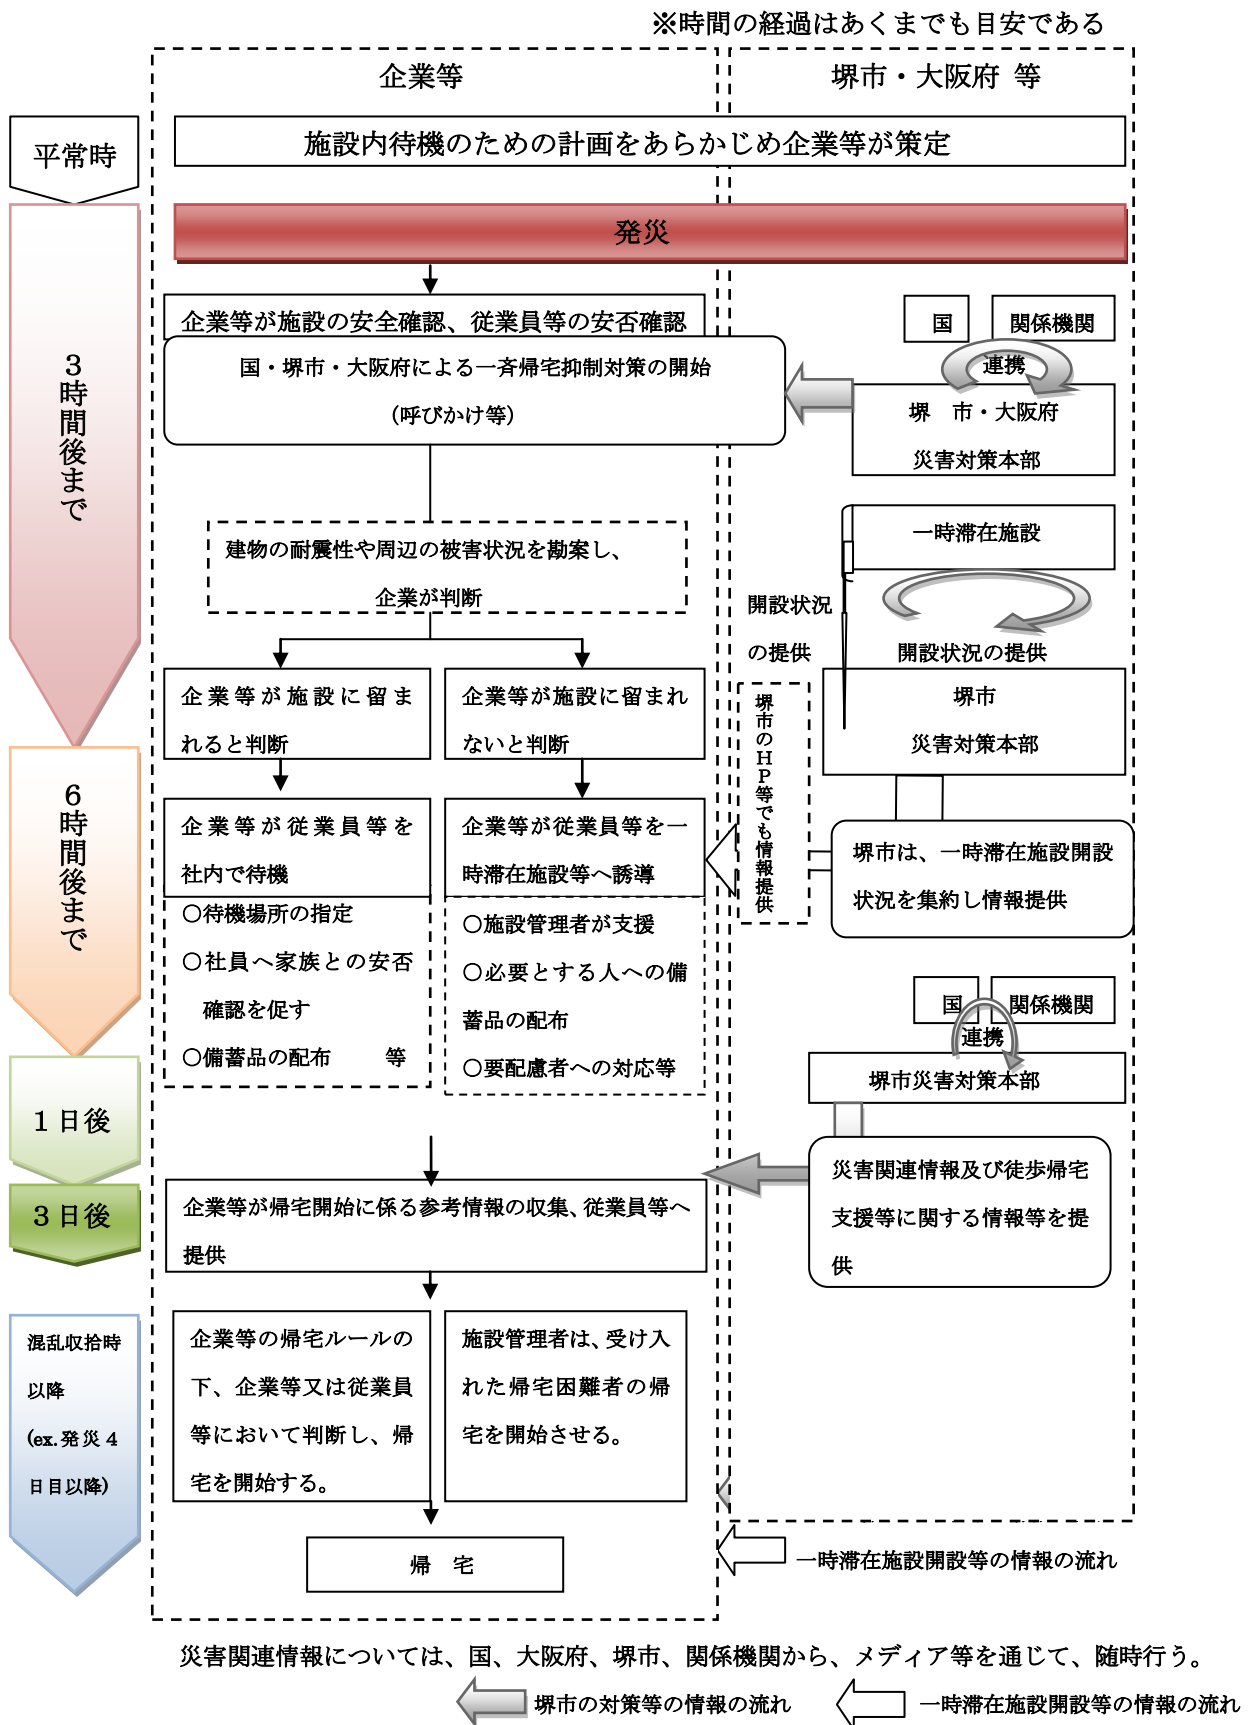 ※時間の経過はあくまでも目安である
企業等
堺市・大阪府 等
平常時
施設内待機のための計画をあらかじめ企業等が策定
発災
3時間後まで
企業等が施設の安全確認、従業員等の安否確認
国・堺市・大阪府による一斉帰宅抑制対策の開始
(呼びかけ等)
国
関係機関
連携
堺　市・大阪府
災害対策本部
建物の耐震性や周辺の被害状況を勘案し、
企業が判断
一時滞在施設
開設状況
の提供
開設状況の提供
企業等が施設に留ま
れると判断
企業等が施設に留まれ
ないと判断
堺市
災害対策本部
堺市のHP等でも情報提供
6時間後まで
企業等が従業員等を
社内で待機
企業等が従業員等を一
時滞在施設等へ誘導
堺市は、一時滞在施設開設
状況を集約し情報提供
○待機場所の指定
○社員へ家族との安否
確認を促す
○備蓄品の配布　　等
○施設管理者が支援
○必要とする人への備
蓄品の配布
○要配慮者への対応等
国
関係機関
連携
堺市災害対策本部
1日後
3日後
企業等が帰宅開始に係る参考情報の収集、従業員等へ
提供
災害関連情報及び徒歩帰宅
支援等に関する情報等を提
供
混乱収拾時
以降
(ex.発災4
日目以降)
企業等の帰宅ルールの
下、企業等又は従業員
等において判断し、帰
宅を開始する。
施設管理者は、受け入
れた帰宅困難者の帰
宅を開始させる。
帰　宅
一時滞在施設開設等の情報の流れ
災害関連情報については、国、大阪府、堺市、関係機関から、メディア等を通じて、随時行う。
堺市の対策等の情報の流れ
一時滞在施設開設等の情報の流れ